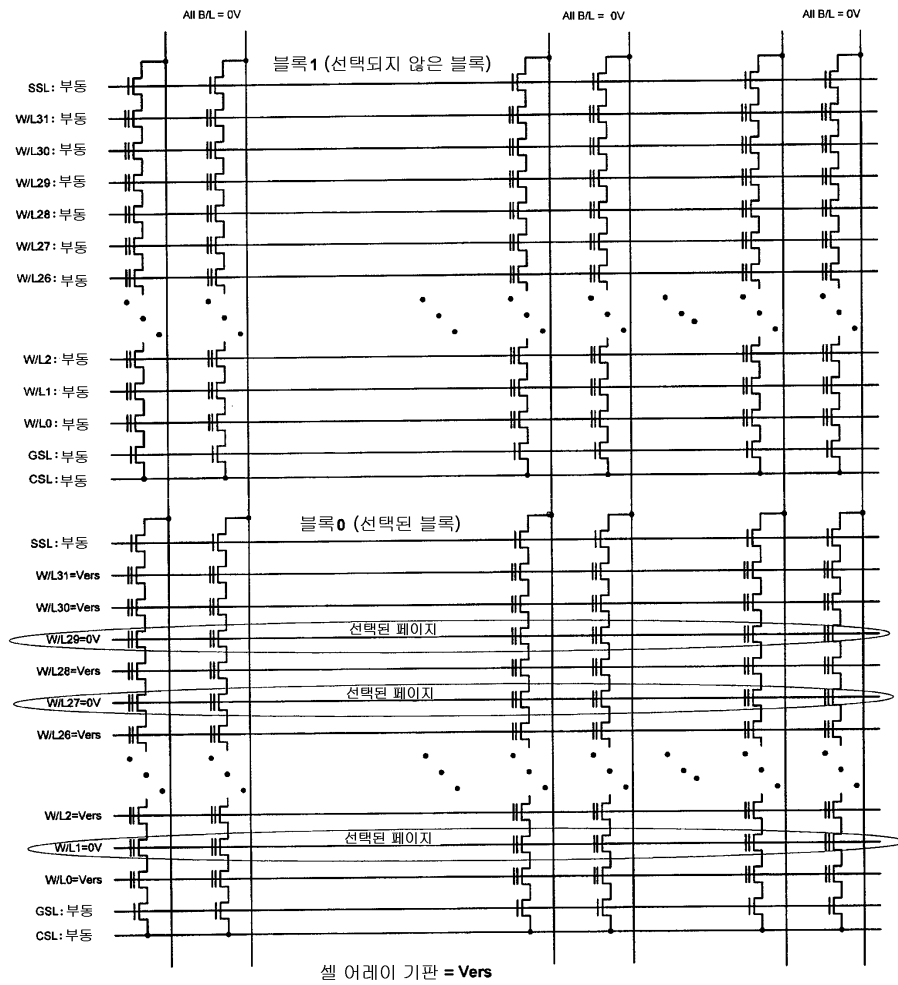 All B/L = 0V
All B/L = 0V
All B/L = 0V
블록1 (선택되지 않은 블록)
SSL: 부동
W/L31: 부동
W/L30: 부동
W/L29: 부동
W/L28: 부동
W/L27: 부동
W/L26: 부동
W/L2: 부동
W/L1: 부동
W/L0: 부동
GSL: 부동
CSL: 부동
블록0 (선택된 블록)
SSL: 부동
W/L31=Vers
W/L30=Vers
선택된 페이지
W/L29=0V
W/L28=Vers
선택된 페이지
W/L27=0V
W/L26=Vers
W/L2=Vers
선택된 페이지
W/L1=0V
W/L0=Vers
GSL: 부동
CSL: 부동
셀 어레이 기판 = Vers